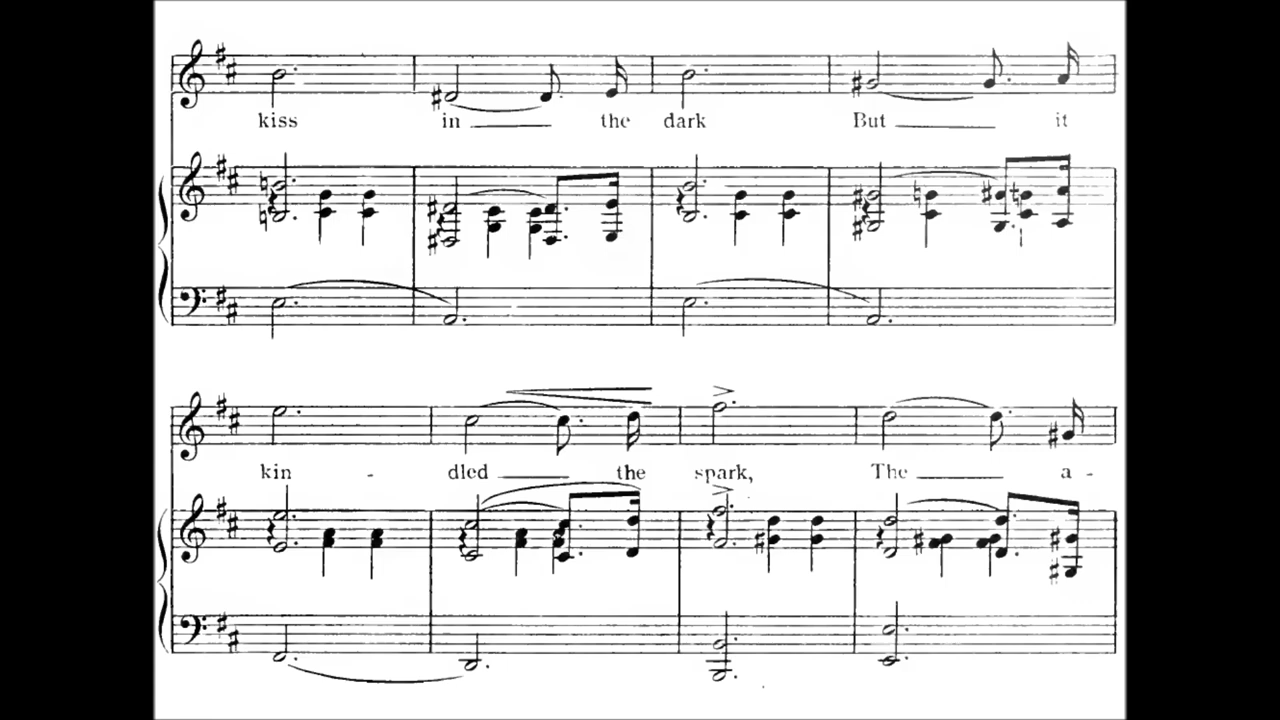 kiss in the dark But it
kin - dled the spark, The a -